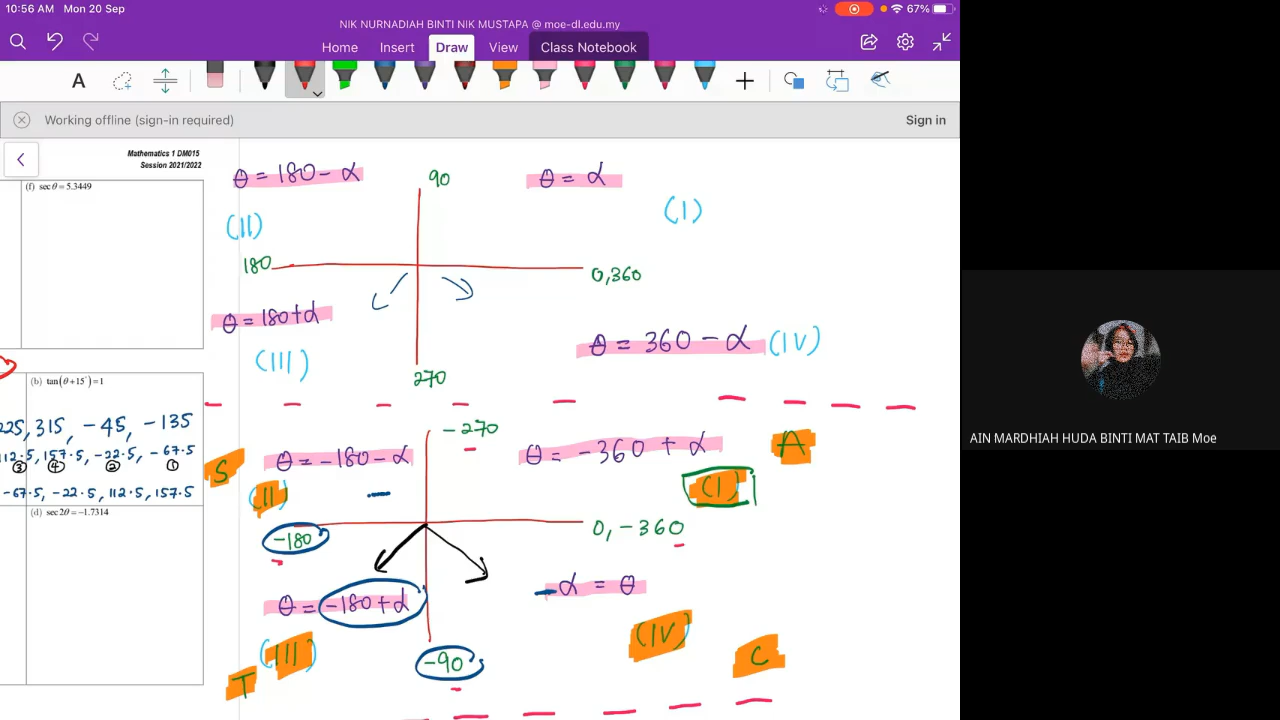 10:56 AM Mon 20 Sep
67%
NIK NURNADIAH BINTI NIK MUSTAPA @ moe-dl.edu.my
Home Insert Draw View Class Notebook
A
Working offline (sign-in required) Sign in
Mathematics 1 DM015
Session 2021/2022
(f) sec θ = 5.3449
(b) tan(θ+15°) = 1
225, 315, -45, -135
112.5, 157.5, -22.5, -67.5
③ ④ ② ①
-67.5, -22.5, 112.5, 157.5
(d) sec 2θ = -1.7314
θ = 180 - α
90
θ = α
(II)
(I)
180
0,360
θ = 180+α
(III)
θ = 360 - α (IV)
270
-270
θ = -180 - α
θ = -360 + α
A
S
(II)
-
(I)
-180
0, -360
θ = -180+α
-α = θ
(III)
(IV)
T
-90
C
AIN MARDHIAH HUDA BINTI MAT TAIB Moe